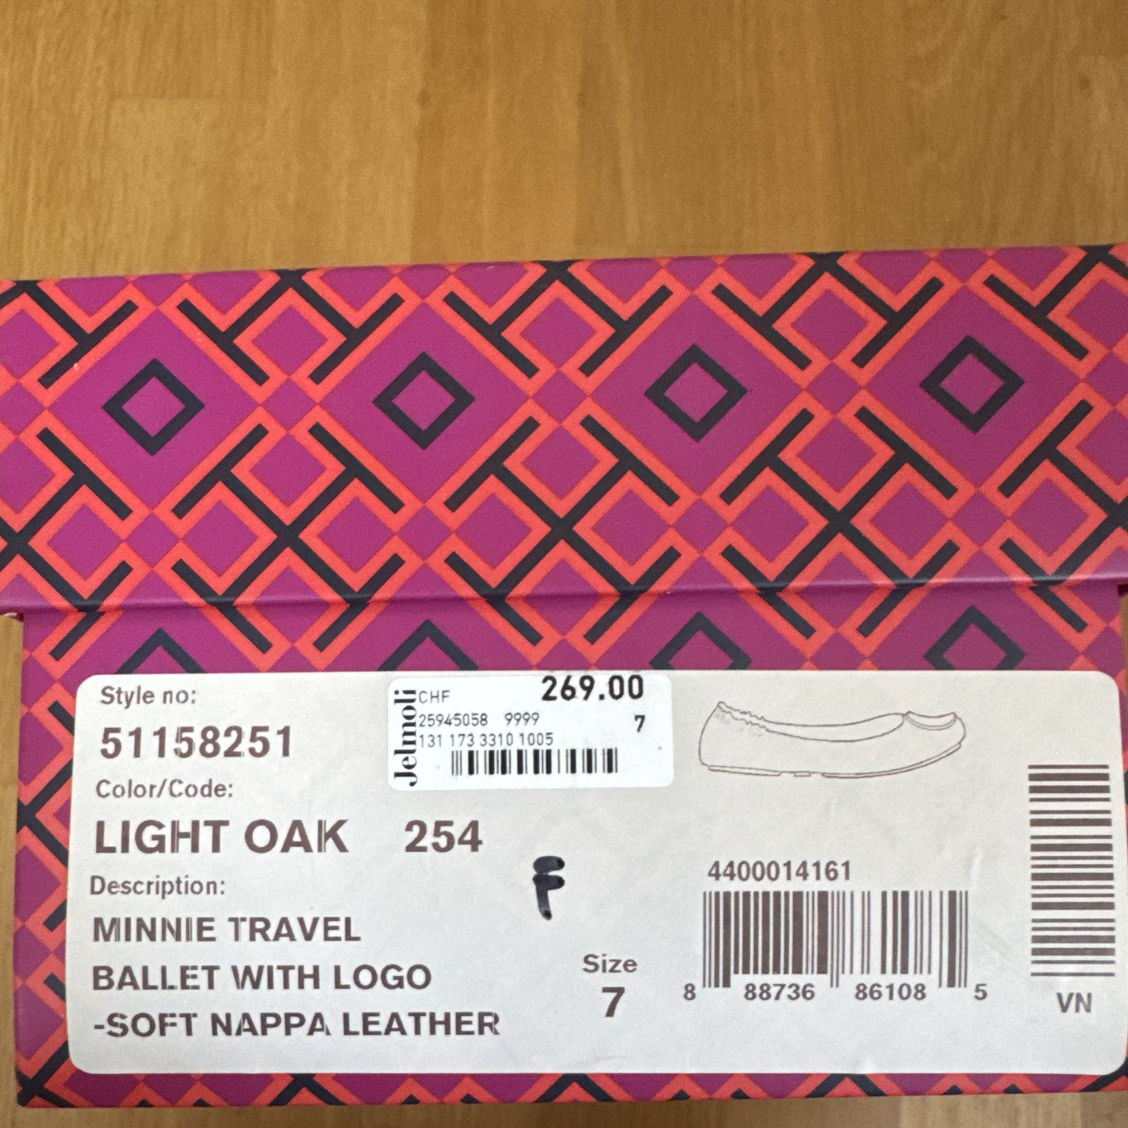 Style no:
51158251
Color/Code:
LIGHT OAK 254
Description:
MINNIE TRAVEL
BALLET WITH LOGO
-SOFT NAPPA LEATHER
Jelmoli
CHF 269.00
25945058 9999 7
131 173 3310 1005
F
Size
7
4400014161
8 88736 86108 5
VN